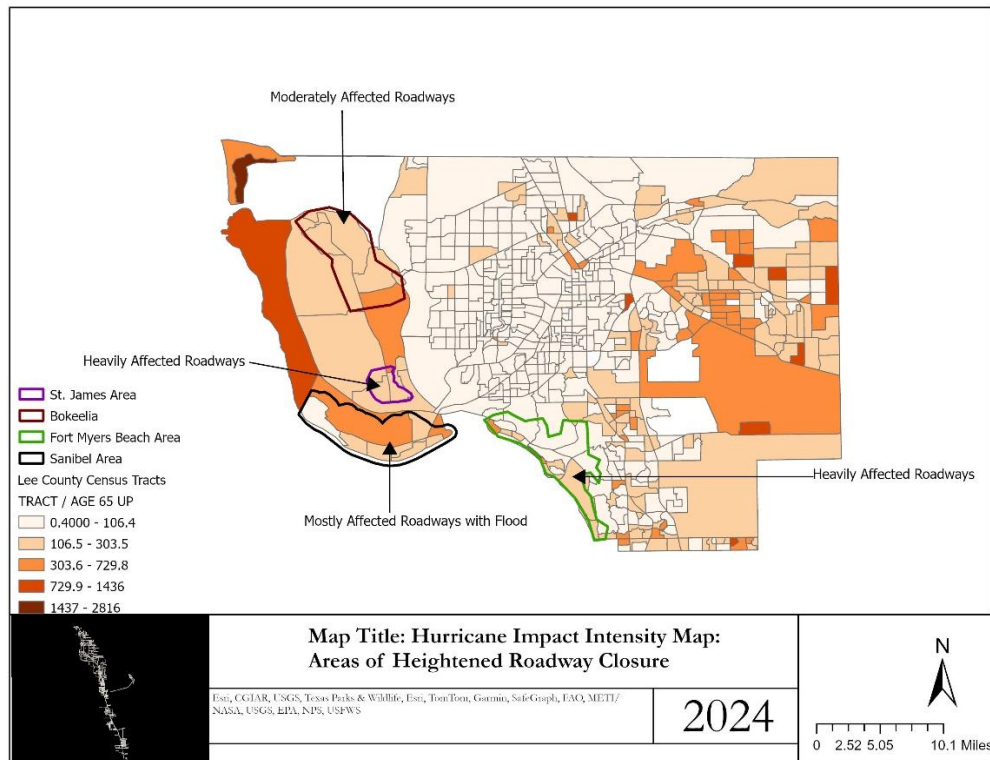 Moderately Affected Roadways
Heavily Affected Roadways
St. James Area
Bokeelia
Fort Myers Beach Area
Sanibel Area
Lee County Census Tracts
TRACT / AGE 65 UP
0.4000 - 106.4
106.5 - 303.5
303.6 - 729.8
729.9 - 1436
1437 - 2816
Heavily Affected Roadways
Mostly Affected Roadways with Flood
Map Title: Hurricane Impact Intensity Map:
Areas of Heightened Roadway Closure
Esri, CGIAR, USGS, Texas Parks & Wildlife, Esri, TomTom, Garmin, SafeGraph, FAO, METI/
NASA, USGS, EPA, NPS, USFWS
2024
N
0 2.52 5.05 10.1 Miles